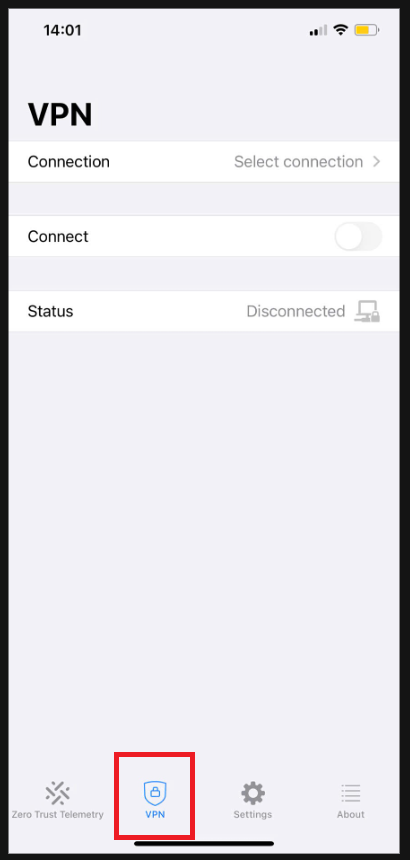 14:01
VPN
Connection Select connection
Connect
Status Disconnected
Zero Trust Telemetry VPN Settings About